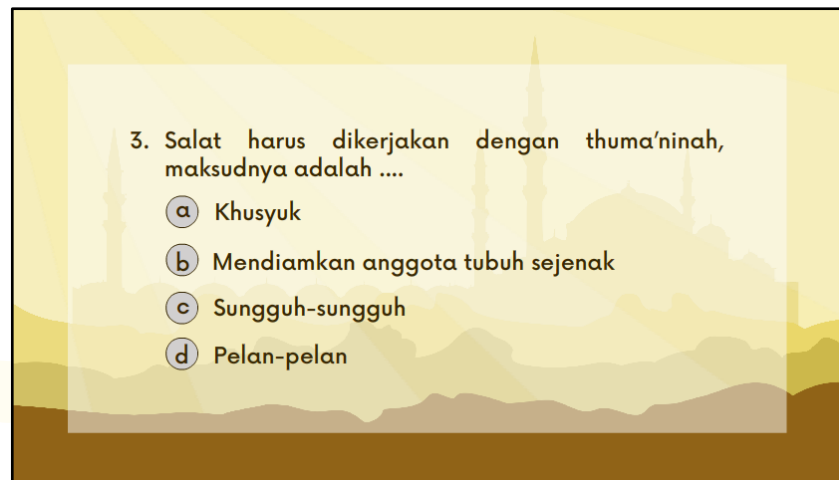 3. Salat harus dikerjakan dengan thuma'ninah,
maksudnya adalah ....
a Khusyuk
b Mendiamkan anggota tubuh sejenak
c Sungguh-sungguh
d Pelan-pelan